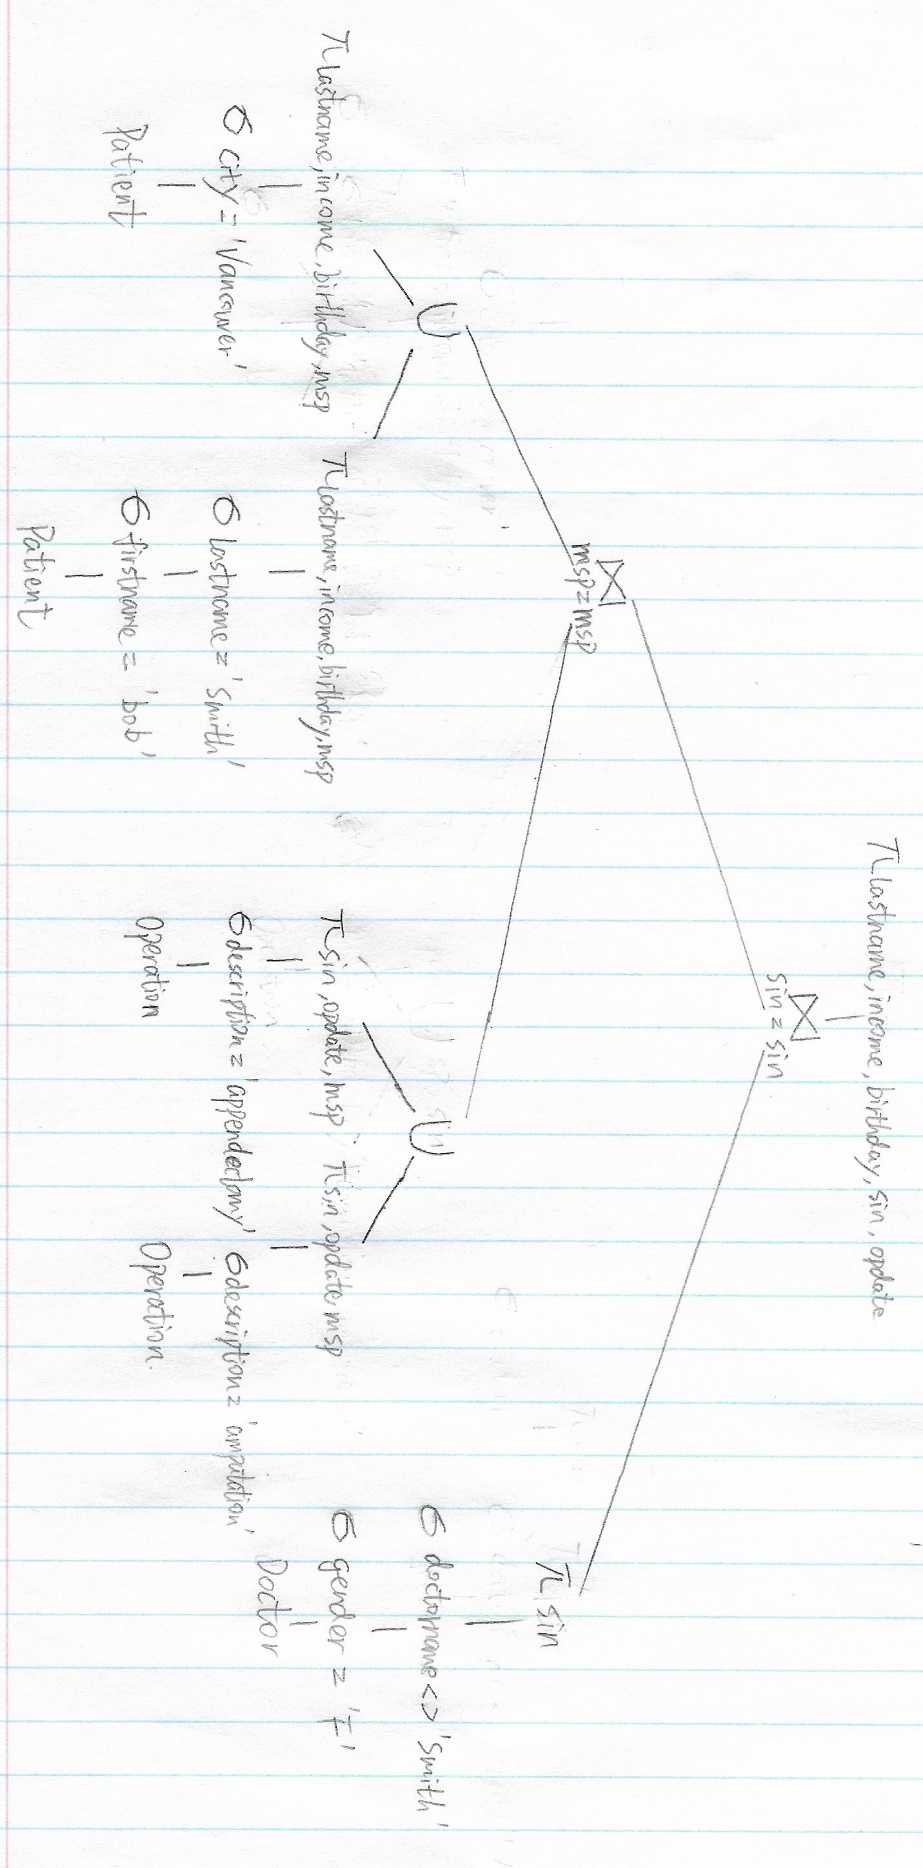 π lastname, income, birthday, sin, opdate
⋈
sin = sin
⋈
msp = msp
π sin
∪
∪
σ doctorname <> 'Smith'
π lastname, income, birthday, msp
π lastname, income, birthday, msp
π sin, opdate, msp
π sin, opdate, msp
σ gender = 'F'
σ city = 'Vancouver'
σ lastname = 'Smith'
σ description = 'appendectomy'
σ description = 'amputation'
Doctor
Patient
σ firstname = 'bob'
Operation
Operation.
Patient